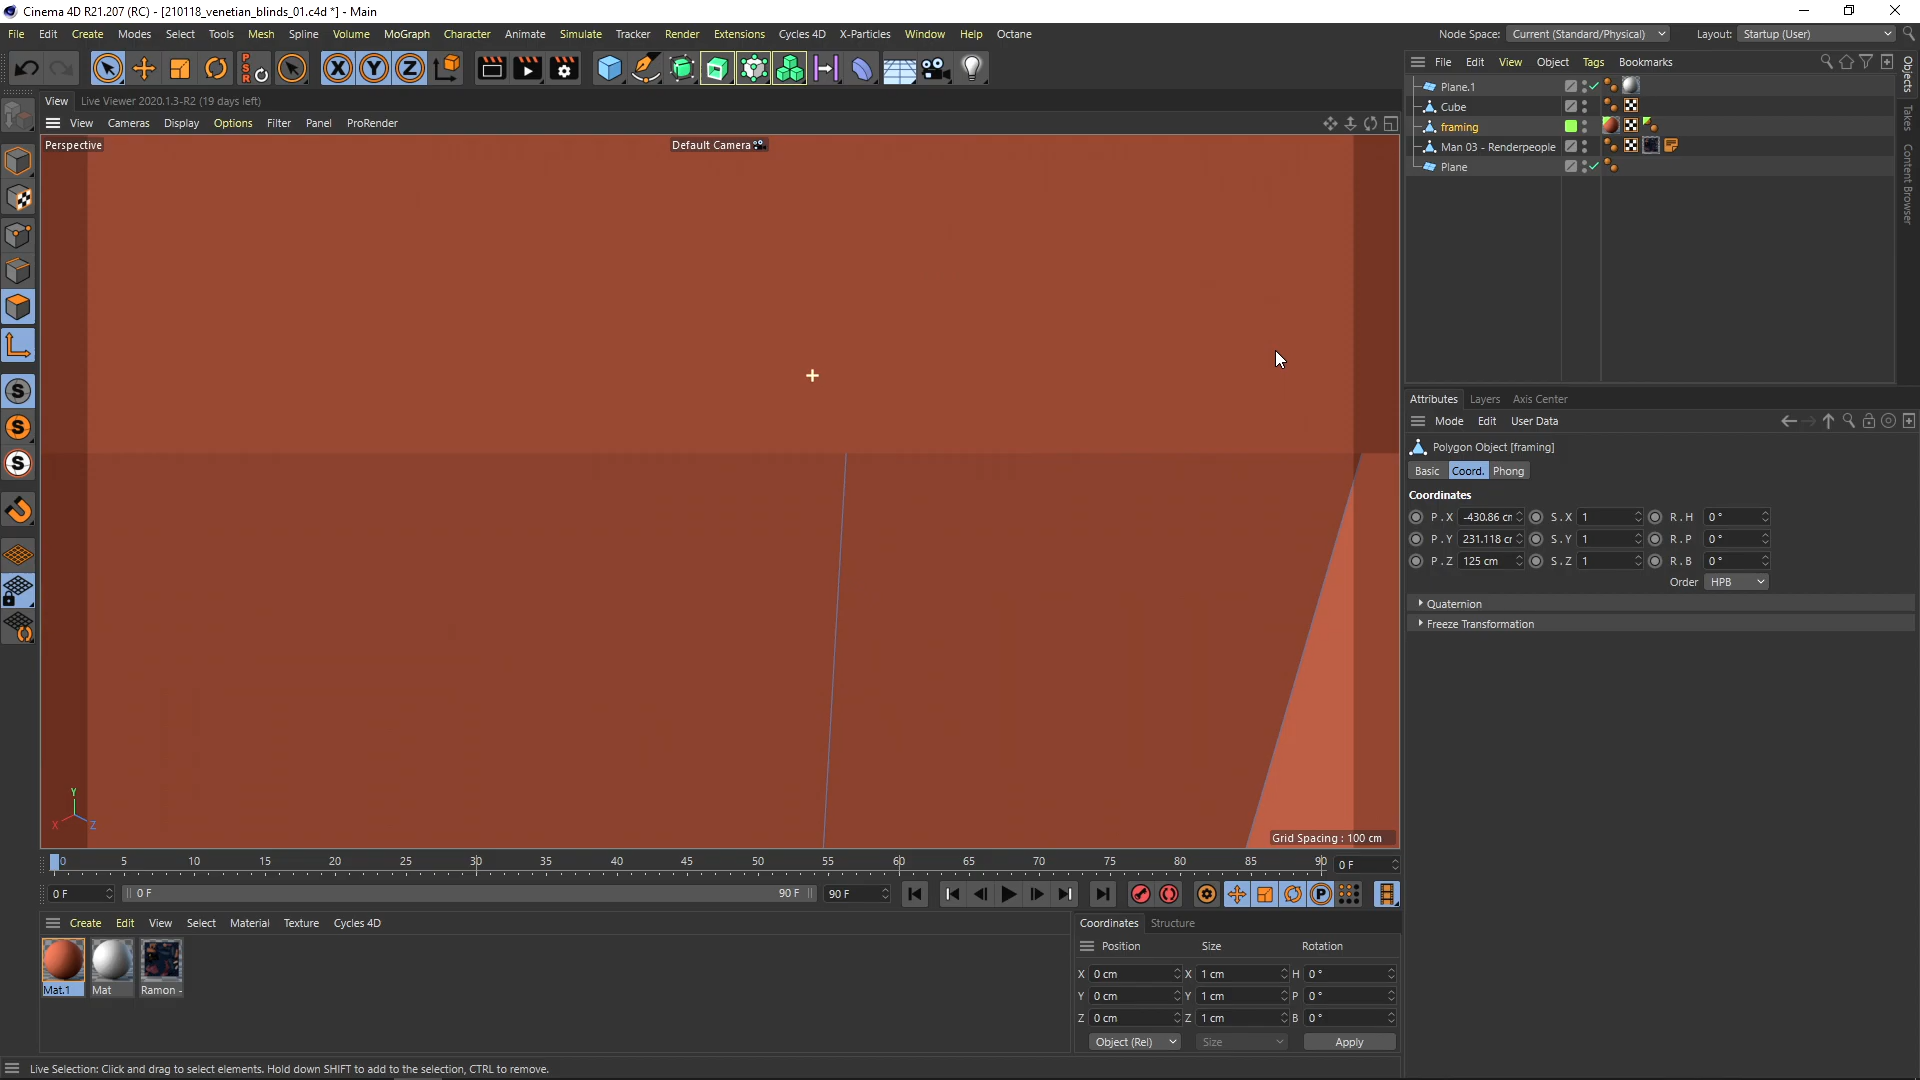 Cinema 4D R21.207 (RC) - [210118_venetian_blinds_01.c4d *] - Main
File Edit Create Modes Select Tools Mesh Spline Volume MoGraph Character Animate Simulate Tracker Render Extensions Cycles 4D X-Particles Window Help Octane
Node Space: Current (Standard/Physical) Layout: Startup (User)
PSR X Y Z
File Edit View Object Tags Bookmarks
View Live Viewer 2020.1.3-R2 (19 days left)
View Cameras Display Options Filter Panel ProRender
Perspective
Default Camera
Plane.1
Cube
framing
Man 03 - Renderpeople
Plane
Objects
Takes
Content Browser
Attributes Layers Axis Center
Mode Edit User Data
Polygon Object [framing]
Basic Coord. Phong
Coordinates
P.X -430.86 cm S.X 1 R.H 0°
P.Y 231.118 cm S.Y 1 R.P 0°
P.Z 125 cm S.Z 1 R.B 0°
Order HPB
Quaternion
Freeze Transformation
S
S
S
Y
X Z
Grid Spacing : 100 cm
0 5 10 15 20 25 30 35 40 45 50 55 60 65 70 75 80 85 90 0 F
0 F 0 F 90 F 90 F P
Create Edit View Select Material Texture Cycles 4D
Mat.1 Mat Ramon -
Coordinates Structure
Position Size Rotation
X 0 cm X 1 cm H 0°
Y 0 cm Y 1 cm P 0°
Z 0 cm Z 1 cm B 0°
Object (Rel) Size Apply
Live Selection: Click and drag to select elements. Hold down SHIFT to add to the selection, CTRL to remove.